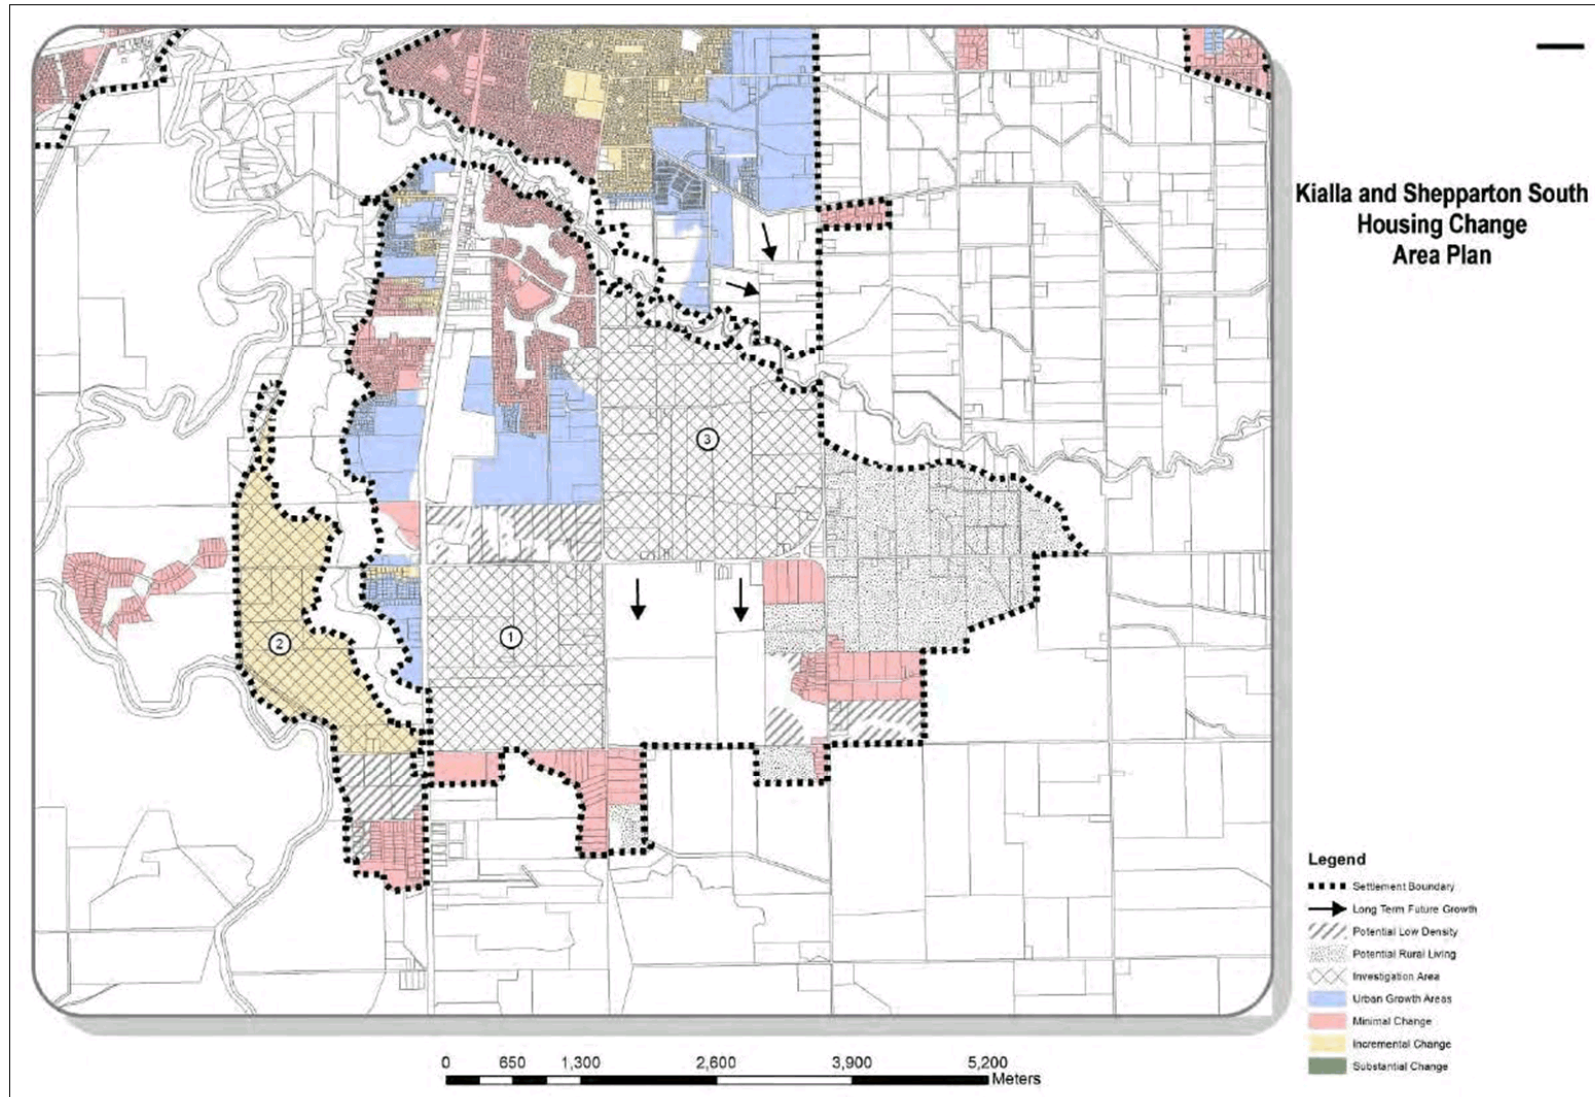 Kialla and Shepparton South
Housing Change
Area Plan
3
2
1
Legend
Settlement Boundary
Long Term Future Growth
Potential Low Density
Potential Rural Living
Investigation Area
Urban Growth Areas
Minimal Change
Incremental Change
Substantial Change
0 650 1,300 2,600 3,900 5,200
Meters